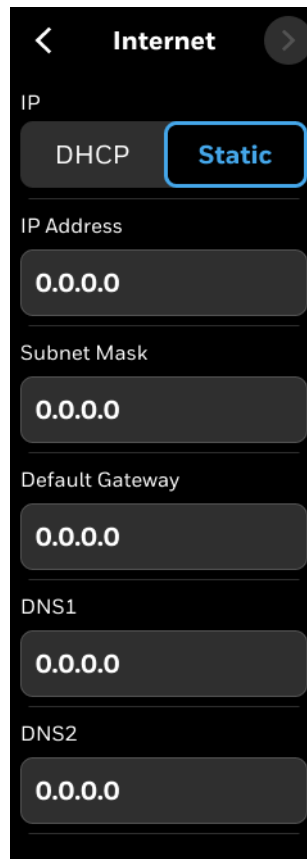 Internet
IP
DHCP Static
IP Address
0.0.0.0
Subnet Mask
0.0.0.0
Default Gateway
0.0.0.0
DNS1
0.0.0.0
DNS2
0.0.0.0